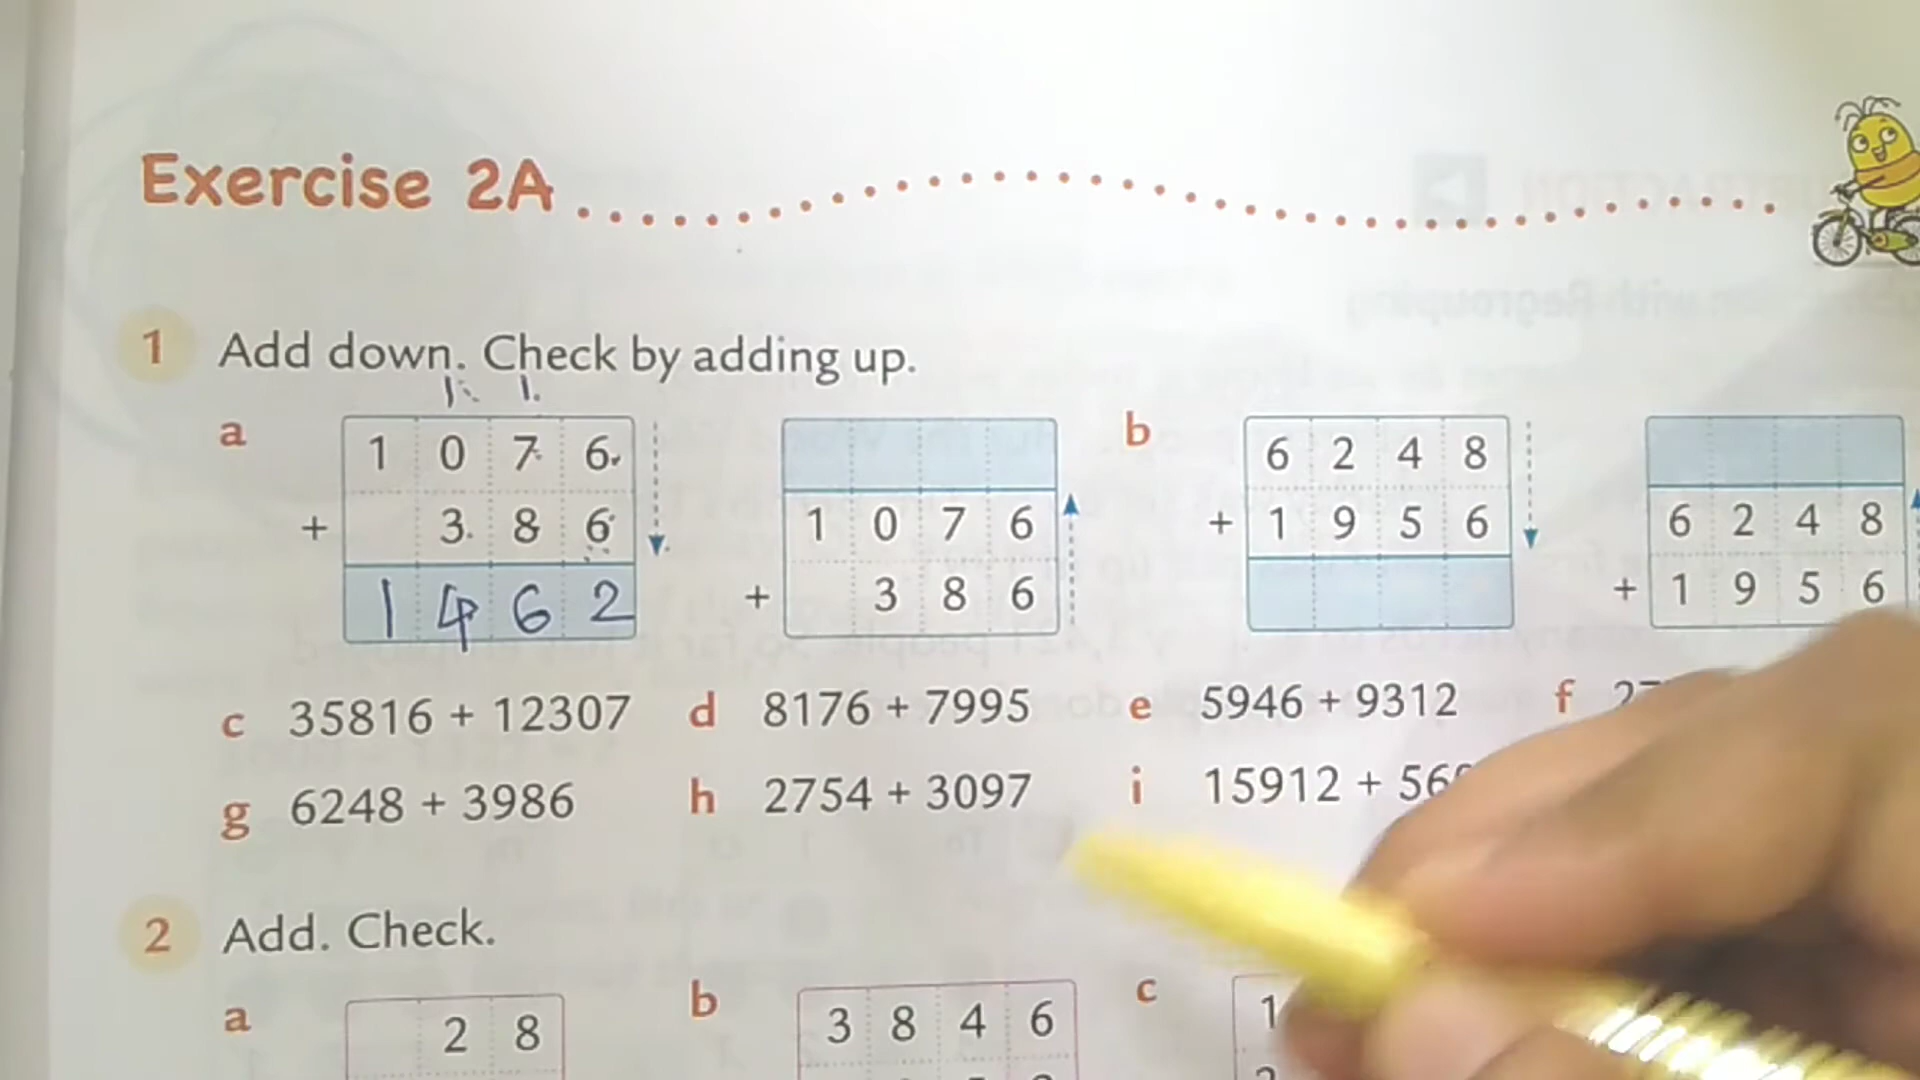 Exercise 2A
1 Add down. Check by adding up.
1 1
a 1 0 7 6
+ 3 8 6
1 4 6 2
1 0 7 6
+ 3 8 6
b 6 2 4 8
+ 1 9 5 6
6 2 4 8
+ 1 9 5 6
c 35816 + 12307 d 8176 + 7995 e 5946 + 9312 f
g 6248 + 3986 h 2754 + 3097 i 15912 +
2 Add. Check.
a 2 8
b 3 8 4 6
c 1